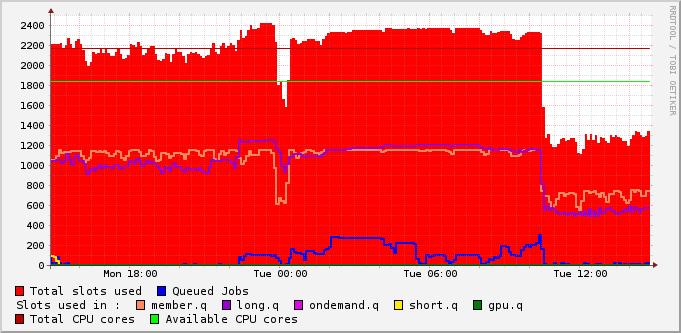 RRDTOOL / TOBI OETIKER
2400
2200
2000
1800
1600
1400
1200
1000
800
600
400
200
0
Mon 18:00 Tue 00:00 Tue 06:00 Tue 12:00
Total slots used Queued Jobs
Slots used in : member.q long.q ondemand.q short.q gpu.q
Total CPU cores Available CPU cores